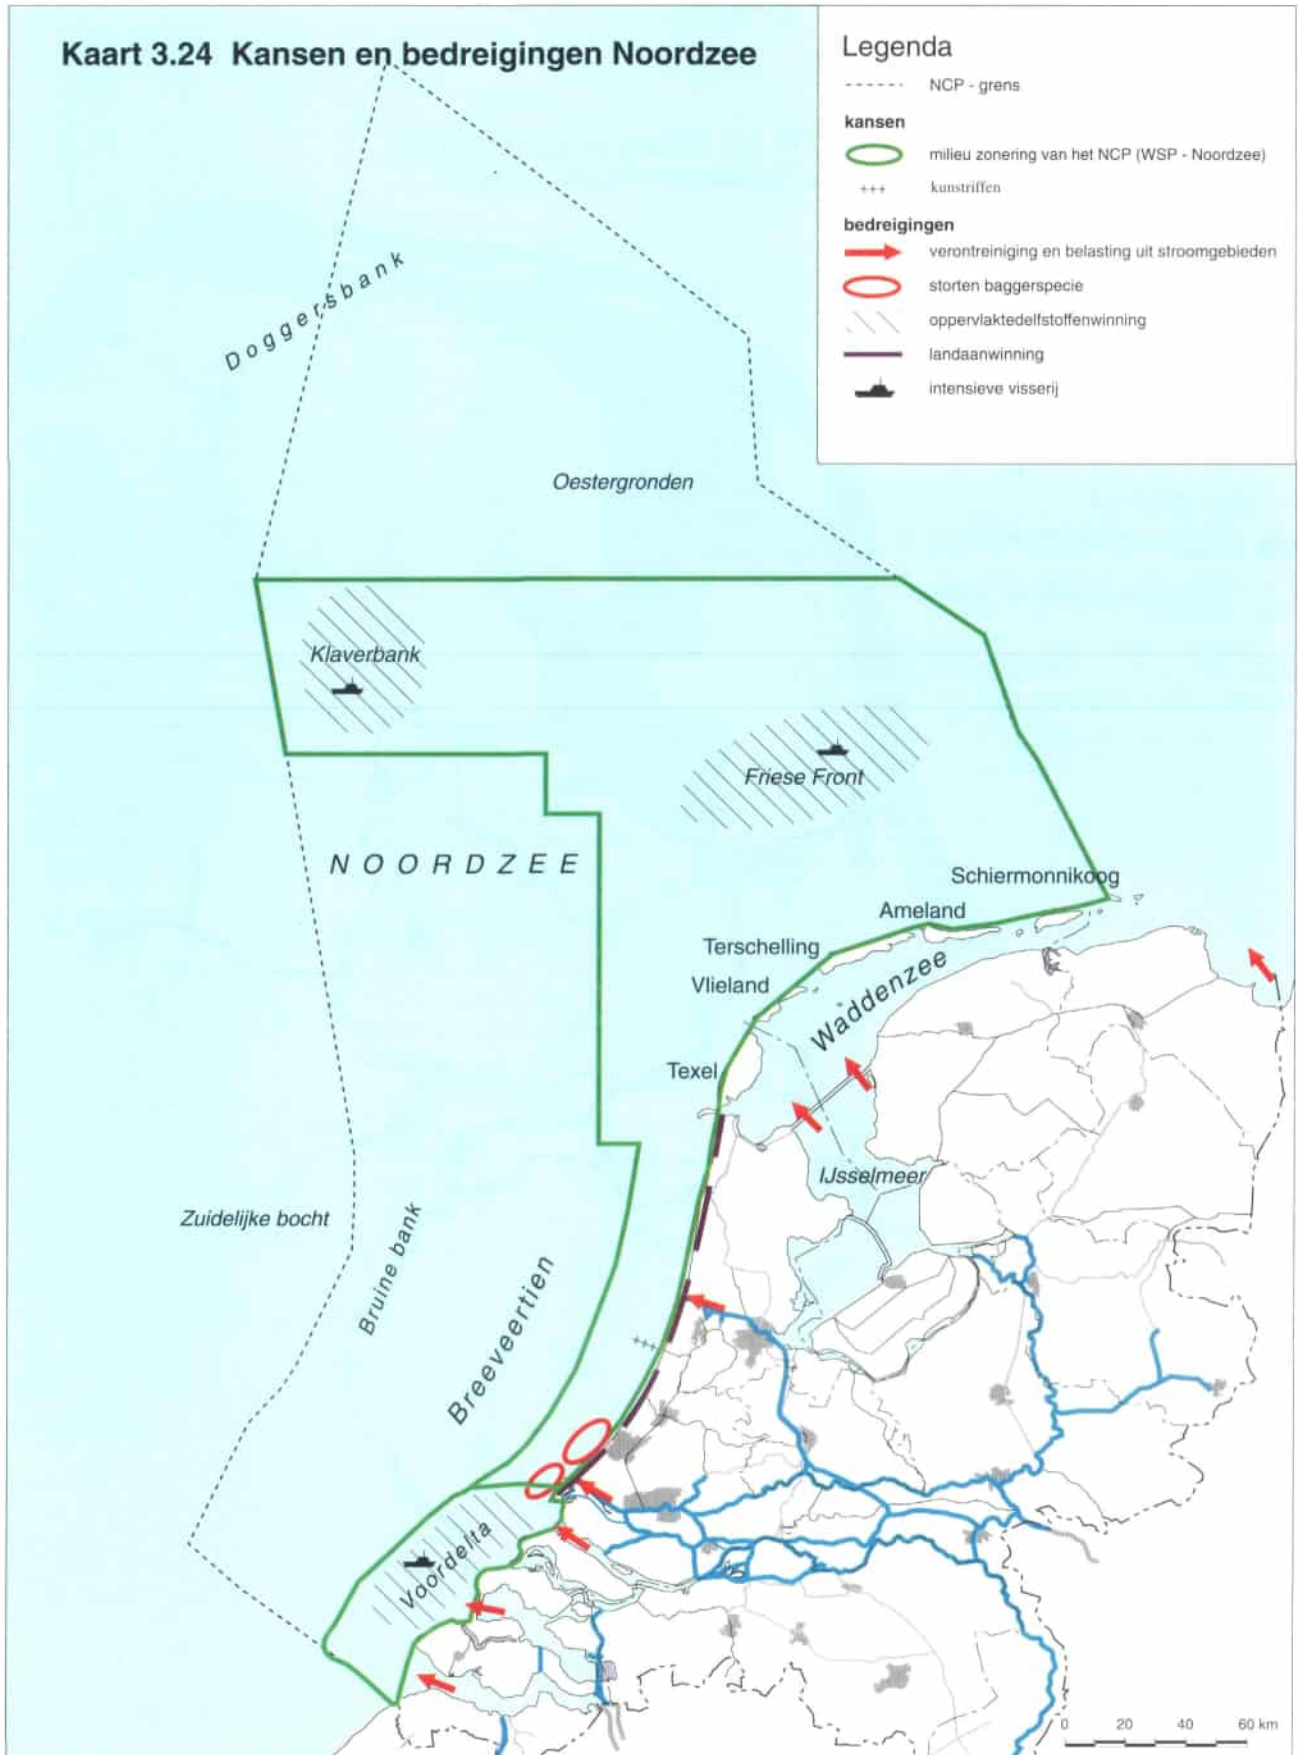 Kaart 3.24 Kansen en bedreigingen Noordzee
Legenda
NCP - grens
kansen
milieu zonering van het NCP (WSP - Noordzee)
kunstriffen
bedreigingen
verontreiniging en belasting uit stroomgebieden
storten baggerspecie
oppervlaktedelfstoffenwinning
landaanwinning
intensieve visserij
Doggersbank
Oestergronden
Klaverbank
Friese Front
NOORDZEE
Schiermonnikoog
Ameland
Terschelling
Vlieland
Waddenzee
Texel
IJsselmeer
Zuidelijke bocht
Bruine bank
Breeveertien
Voordelta
0 20 40 60 km